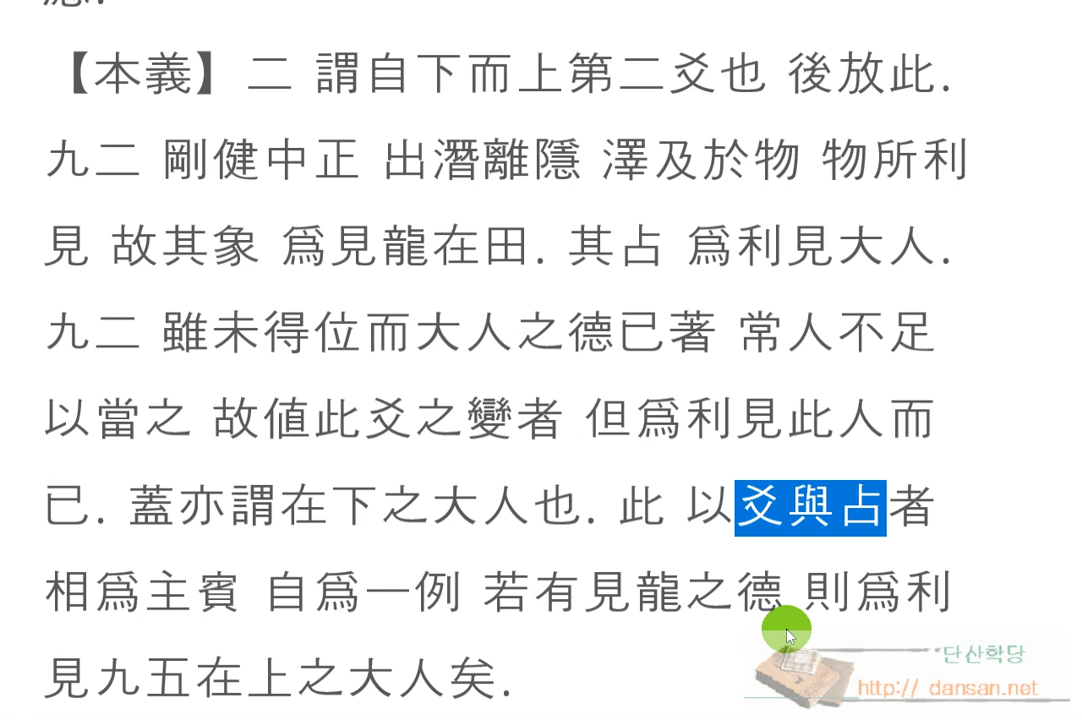 應.
【本義】 二 謂自下而上第二爻也 後放此.
九二 剛健中正 出潛離隱 澤及於物 物所利
見 故其象 爲見龍在田. 其占 爲利見大人.
九二 雖未得位而大人之德已著 常人不足
以當之 故値此爻之變者 但爲利見此人而
已. 蓋亦謂在下之大人也. 此 以爻與占者
相爲主賓 自爲一例 若有見龍之德 則爲利
見九五在上之大人矣.
단산학당
http:// dansan.net